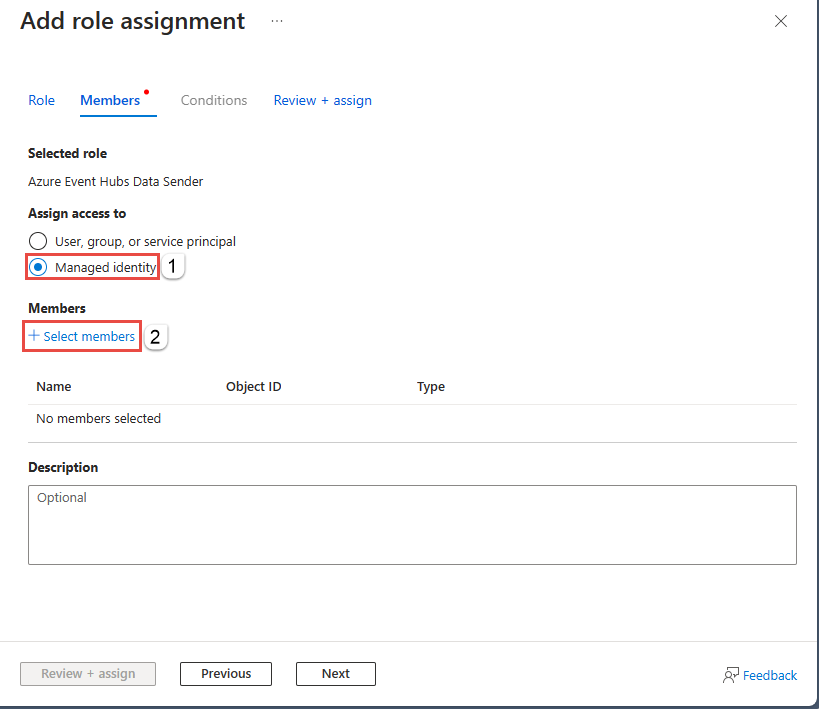 Add role assignment ...
Role Members Conditions Review + assign
Selected role
Azure Event Hubs Data Sender
Assign access to
User, group, or service principal
Managed identity 1
Members
+ Select members 2
Name Object ID Type
No members selected
Description
Optional
Review + assign Previous Next Feedback